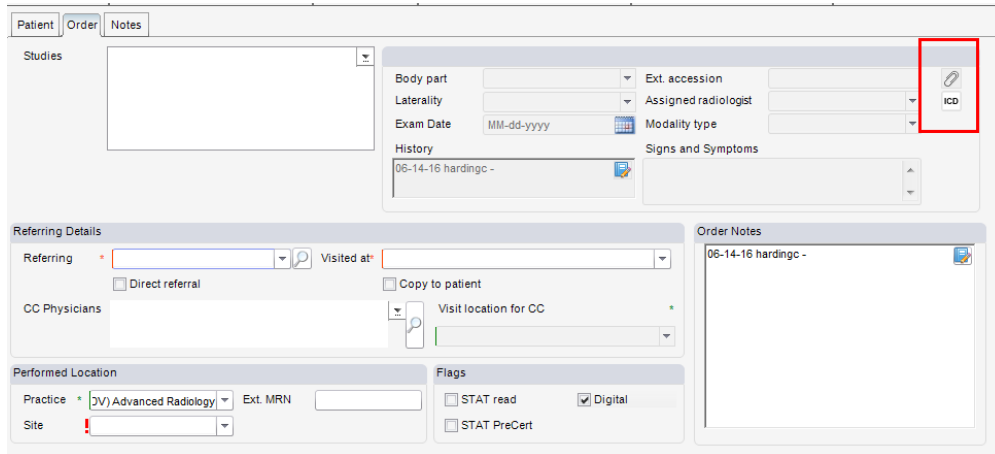 Patient Order Notes
Studies
Body part Ext. accession
Laterality Assigned radiologist ICD
Exam Date MM-dd-yyyy Modality type
History Signs and Symptoms
06-14-16 hardingc -
Referring Details Order Notes
Referring * Visited at* 06-14-16 hardingc -
Direct referral Copy to patient
CC Physicians Visit location for CC *
Performed Location Flags
Practice * OV) Advanced Radiology Ext. MRN STAT read Digital
Site ! STAT PreCert